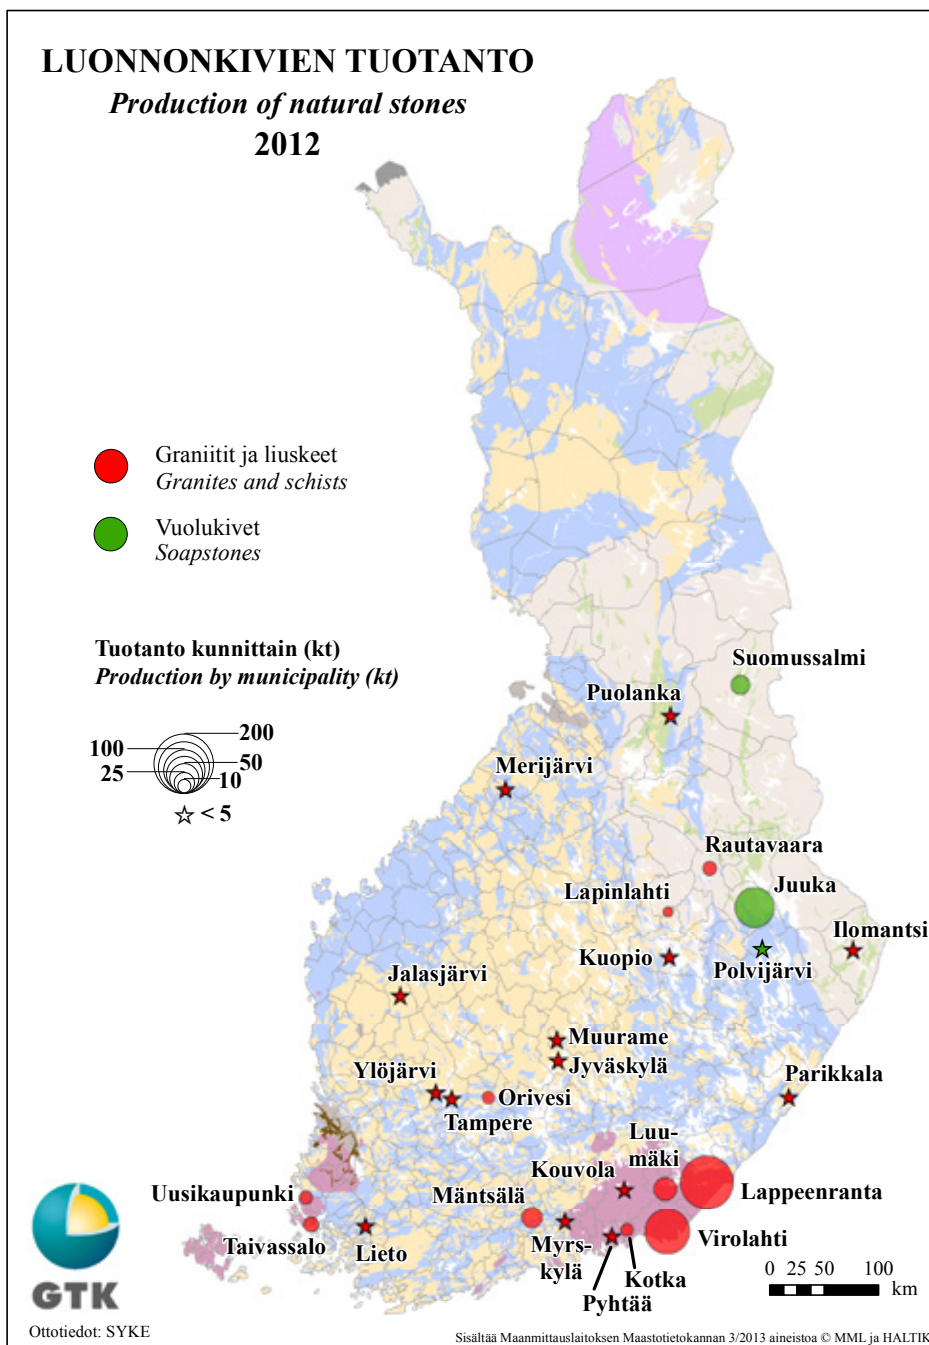 LUONNONKIVIEN TUOTANTO
Production of natural stones
2012
Graniitit ja liuskeet
Granites and schists
Vuolukivet
Soapstones
Tuotanto kunnittain (kt)
Production by municipality (kt)
200
100
50
25
10
< 5
Suomussalmi
Puolanka
Merijärvi
Rautavaara
Lapinlahti
Juuka
Ilomantsi
Kuopio
Polvijärvi
Jalasjärvi
Muurame
Jyväskylä
Ylöjärvi
Orivesi
Tampere
Parikkala
Luu-
mäki
Kouvola
Lappeenranta
Uusikaupunki
Mäntsälä
Taivassalo
Lieto
Myrs-
kylä
Virolahti
Kotka
Pyhtää
0 25 50 100
km
GTK
Ottotiedot: SYKE
Sisältää Maanmittauslaitoksen Maastotietokannan 3/2013 aineistoa © MML ja HALTIK